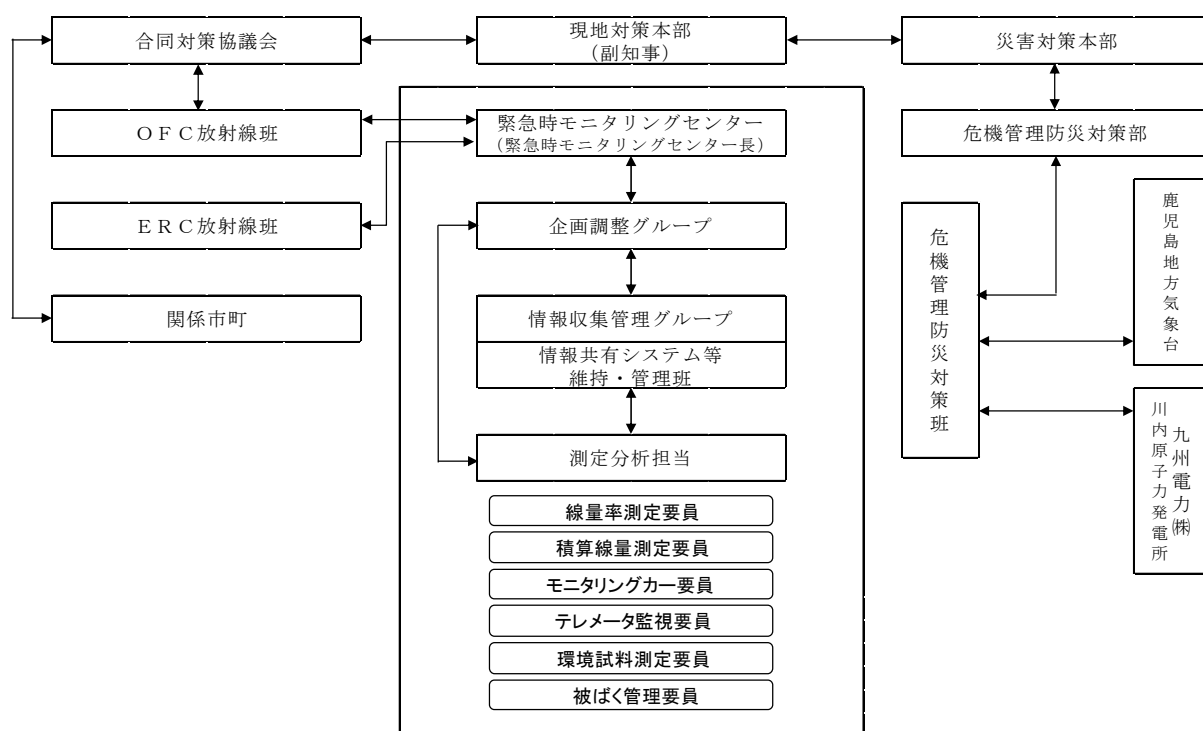 合同対策協議会
現地対策本部
(副知事)
災害対策本部
OFC放射線班
緊急時モニタリングセンター
(緊急時モニタリングセンター長)
危機管理防災対策部
ERC放射線班
企画調整グループ
危機管理防災対策班
鹿児島地方気象台
関係市町
情報収集管理グループ
情報共有システム等
維持・管理班
九州電力㈱
川内原子力発電所
測定分析担当
線量率測定要員
積算線量測定要員
モニタリングカー要員
テレメータ監視要員
環境試料測定要員
被ばく管理要員